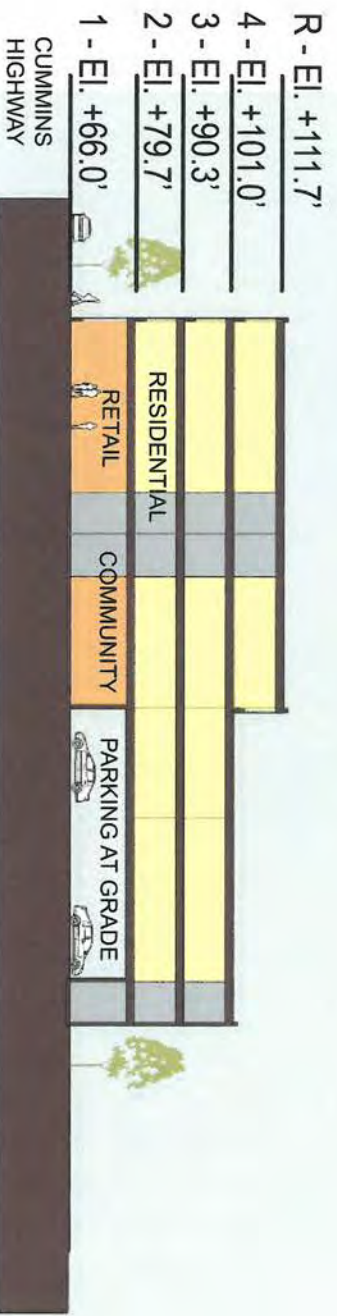 R - El. +111.7'
4 - El. +101.0'
3 - El. +90.3'
2 - El. +79.7'
1 - El. +66.0'
RESIDENTIAL
RETAIL
COMMUNITY
PARKING AT GRADE
CUMMINS
HIGHWAY